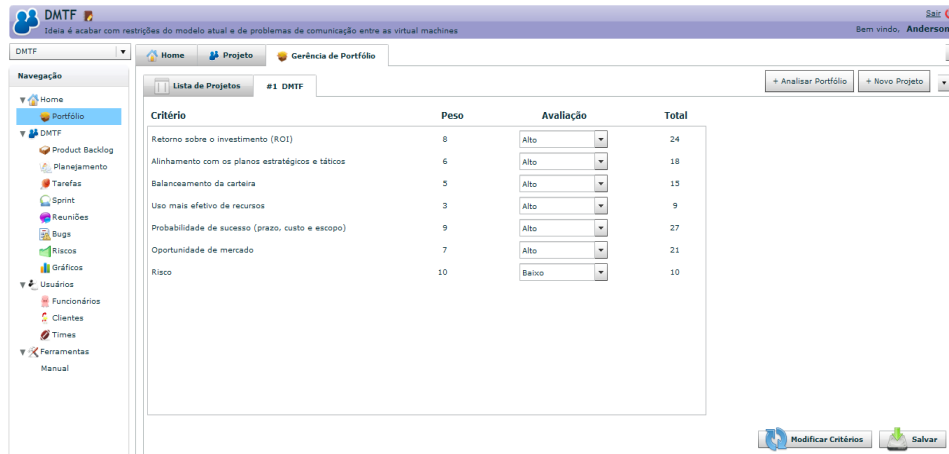 DMTF
Sair
Ideia é acabar com restrições do modelo atual e de problemas de comunicação entre as virtual machines
Bem vindo, Anderson
DMTF
Home Projeto Gerência de Portfólio
Navegação
Lista de Projetos #1 DMTF
+ Analisar Portfólio + Novo Projeto
Home
Portfólio
DMTF
Product Backlog
Planejamento
Tarefas
Sprint
Reuniões
Bugs
Riscos
Gráficos
Usuários
Funcionários
Clientes
Times
Ferramentas
Manual
Critério Peso Avaliação Total
Retorno sobre o investimento (ROI) 8 Alto 24
Alinhamento com os planos estratégicos e táticos 6 Alto 18
Balanceamento da carteira 5 Alto 15
Uso mais efetivo de recursos 3 Alto 9
Probabilidade de sucesso (prazo, custo e escopo) 9 Alto 27
Oportunidade de mercado 7 Alto 21
Risco 10 Baixo 10
Modificar Critérios Salvar